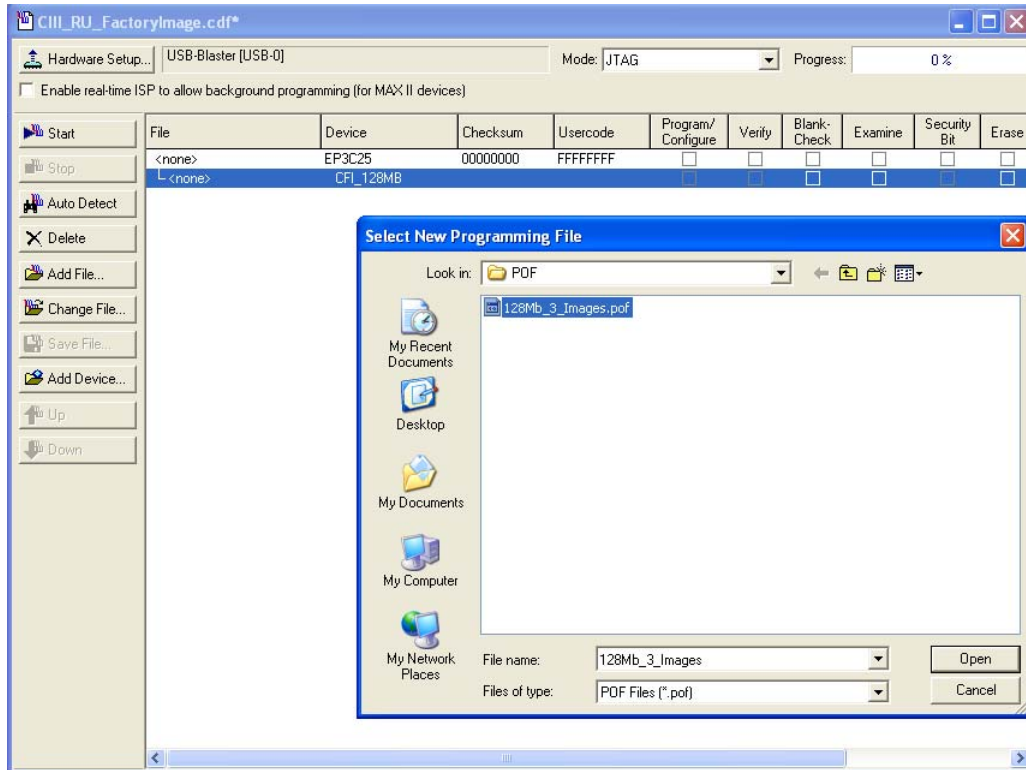 CIII_RU_FactoryImage.cdf*
Hardware Setup... USB-Blaster [USB-0] Mode: JTAG Progress: 0 %
Enable real-time ISP to allow background programming (for MAX II devices)
Start
Stop
Auto Detect
Delete
Add File...
Change File...
Save File...
Add Device...
Up
Down
File Device Checksum Usercode Program/ Configure Verify Blank- Check Examine Security Bit Erase
<none> EP3C25 00000000 FFFFFFFF
<none> CFI_128MB
Select New Programming File
Look in: POF
128Mb_3_Images.pof
My Recent
Documents
Desktop
My Documents
My Computer
My Network
Places
File name: 128Mb_3_Images Open
Files of type: POF Files (*.pof) Cancel